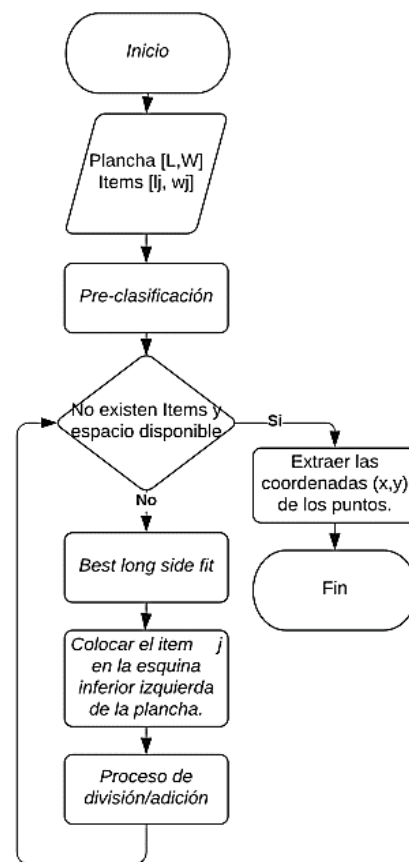 Inicio
Plancha [L,W]
Items [lj, wj]
Pre-clasificación
No existen Items y
espacio disponible
Si
No
Extraer las
coordenadas (x,y)
de los puntos.
Fin
Best long side fit
Colocar el item j
en la esquina
inferior izquierda
de la plancha.
Proceso de
división/adición